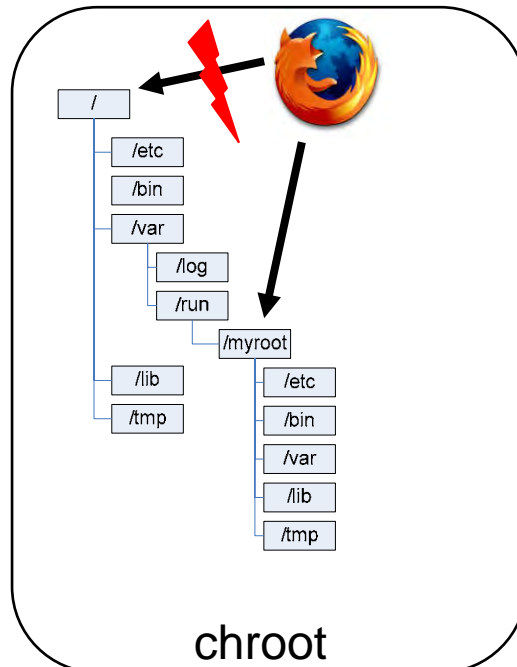 /
/etc
/bin
/var
/log
/run
/myroot
/lib
/etc
/tmp
/bin
/var
/lib
/tmp
chroot